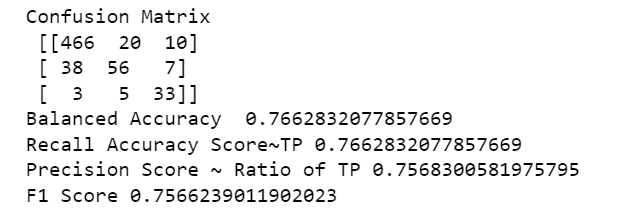 Confusion Matrix
[[466 20 10]
[ 38 56 7]
[ 3 5 33]]
Balanced Accuracy 0.7662832077857669
Recall Accuracy Score~TP 0.7662832077857669
Precision Score ~ Ratio of TP 0.7568300581975795
F1 Score 0.7566239011902023